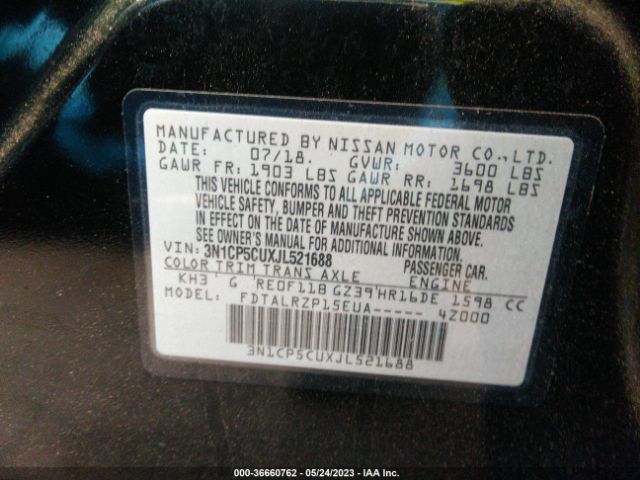 MANUFACTURED BY NISSAN MOTOR CO., LTD.
DATE: 07/18. GVWR: 3600 LBS
GAWR FR: 1903 LBS GAWR RR: 1698 LBS
THIS VEHICLE CONFORMS TO ALL APPLICABLE FEDERAL MOTOR
VEHICLE SAFETY, BUMPER AND THEFT PREVENTION STANDARDS
IN EFFECT ON THE DATE OF MANUFACTURE SHOWN ABOVE.
SEE OWNER'S MANUAL FOR ADDITIONAL INFORMATION.
VIN: 3N1CP5CUXJL521688 PASSENGER CAR.
COLOR TRIM TRANS AXLE ENGINE
KH3 G RE0F11B GZ39 HR16DE 1598 CC
MODEL: FDTALRZP15EUA----- 4Z000
3N1CP5CUXJL521688
000-36660762 - 05/24/2023 - IAA Inc.